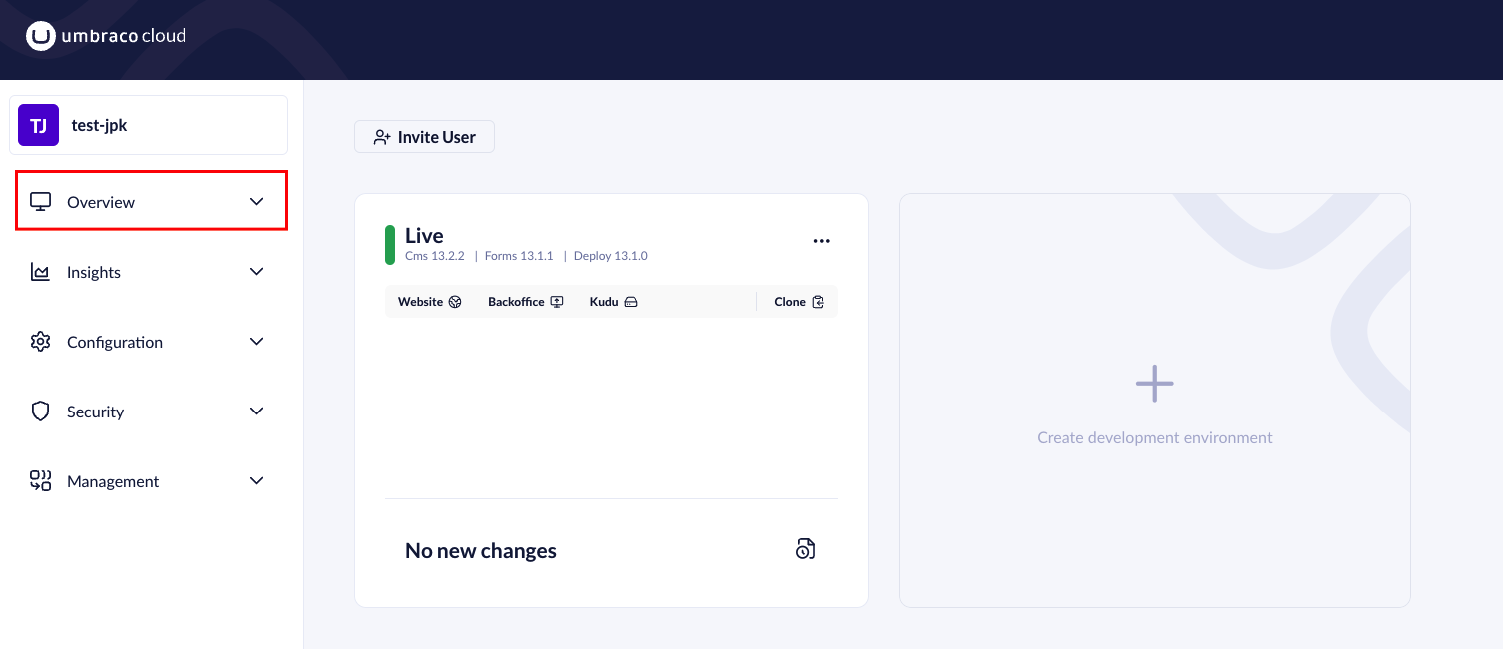 umbraco cloud
TJ test-jpk
Overview
Insights
Configuration
Security
Management
Invite User
Live
Cms 13.2.2 | Forms 13.1.1 | Deploy 13.1.0
Website Backoffice Kudu Clone
No new changes
Create development environment